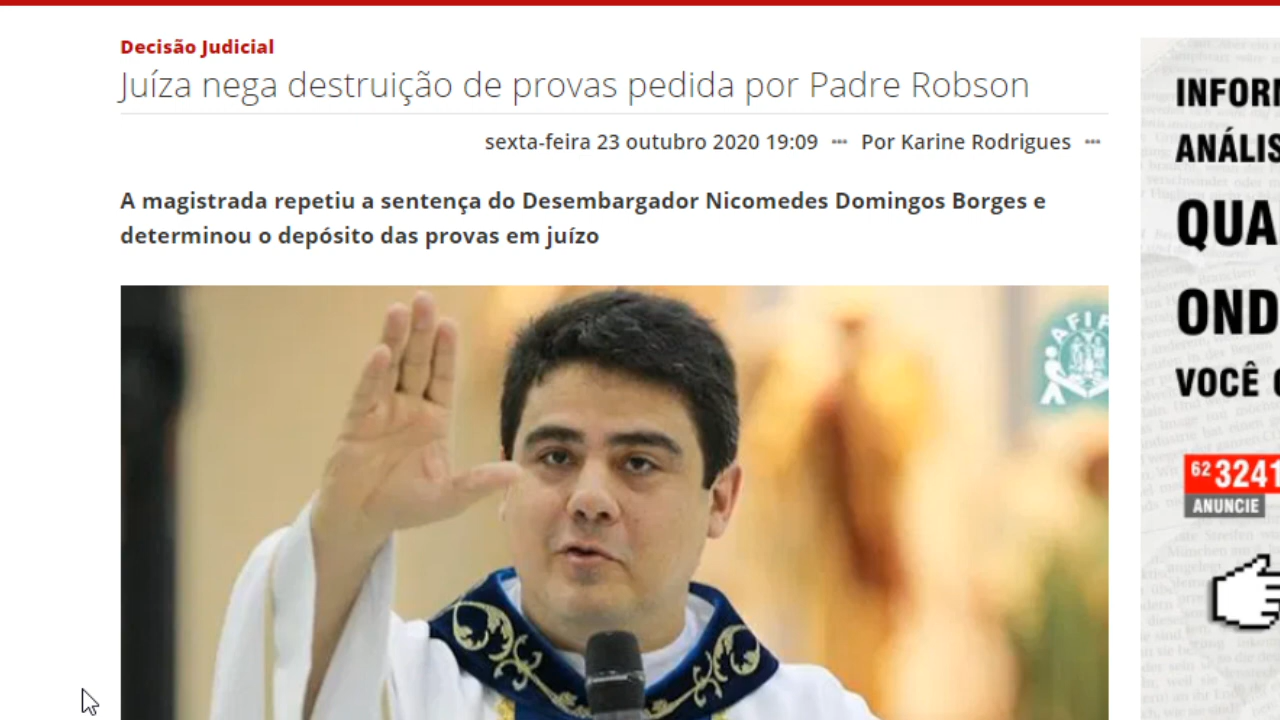 Decisão Judicial
Juíza nega destruição de provas pedida por Padre Robson
sexta-feira 23 outubro 2020 19:09 ┅ Por Karine Rodrigues ┅
A magistrada repetiu a sentença do Desembargador Nicomedes Domingos Borges e
determinou o depósito das provas em juízo
AFIP
INFOR
ANÁLIS
QUA
OND
VOCÊ
62 3241
ANUNCIE